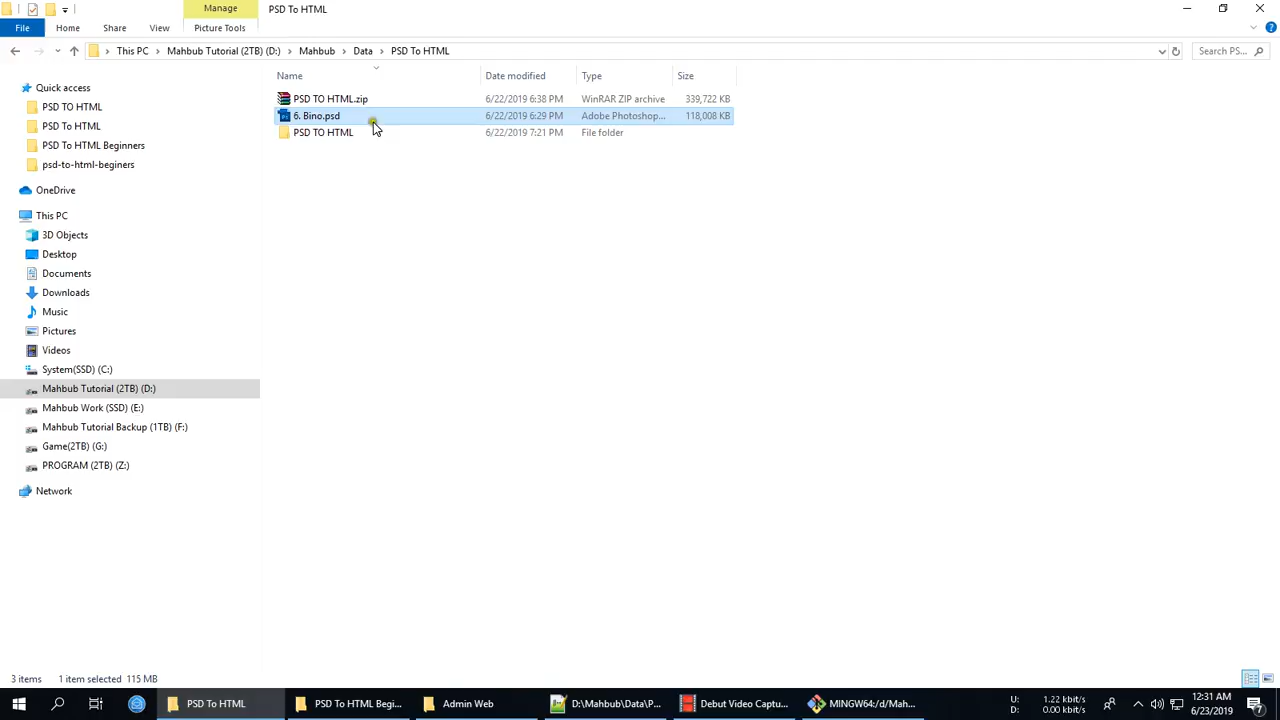 Manage
PSD To HTML
File
Home
Share
View
Picture Tools
This PC
Mahbub Tutorial (2TB) (D:)
Mahbub
Data
PSD To HTML
Search PS...
Name
Date modified
Type
Size
Quick access
PSD TO HTML
PSD To HTML
PSD To HTML Beginners
psd-to-html-beginers
OneDrive
This PC
3D Objects
Desktop
Documents
Downloads
Music
Pictures
Videos
System(SSD) (C:)
Mahbub Tutorial (2TB) (D:)
Mahbub Work (SSD) (E:)
Mahbub Tutorial Backup (1TB) (F:)
Game(2TB) (G:)
PROGRAM (2TB) (Z:)
Network
PSD TO HTML.zip 6/22/2019 6:38 PM WinRAR ZIP archive 339,722 KB
6. Bino.psd 6/22/2019 6:29 PM Adobe Photoshop... 118,008 KB
PSD TO HTML 6/22/2019 7:21 PM File folder
3 items 1 item selected 115 MB
PSD To HTML
PSD To HTML Begi...
Admin Web
D:\Mahbub\Data\P...
Debut Video Captu...
MINGW64:/d/Mah...
U: 1.22 kbit/s
D: 0.00 kbit/s
12:31 AM
6/23/2019
7